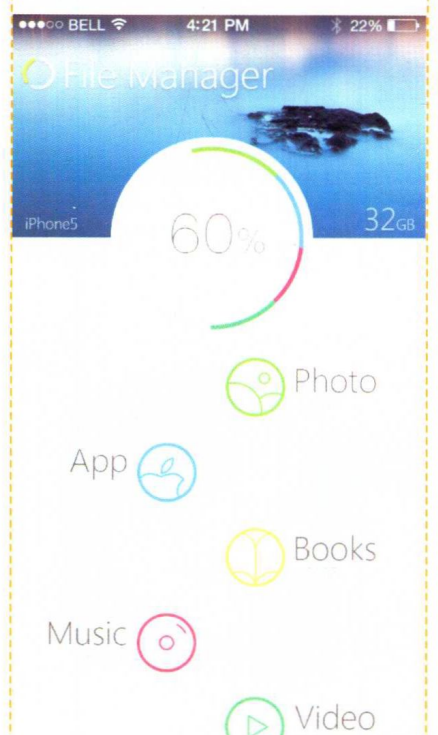 BELL 4:21 PM 22%
File Manager
iPhone5 60% 32GB
Photo
App
Books
Music
Video